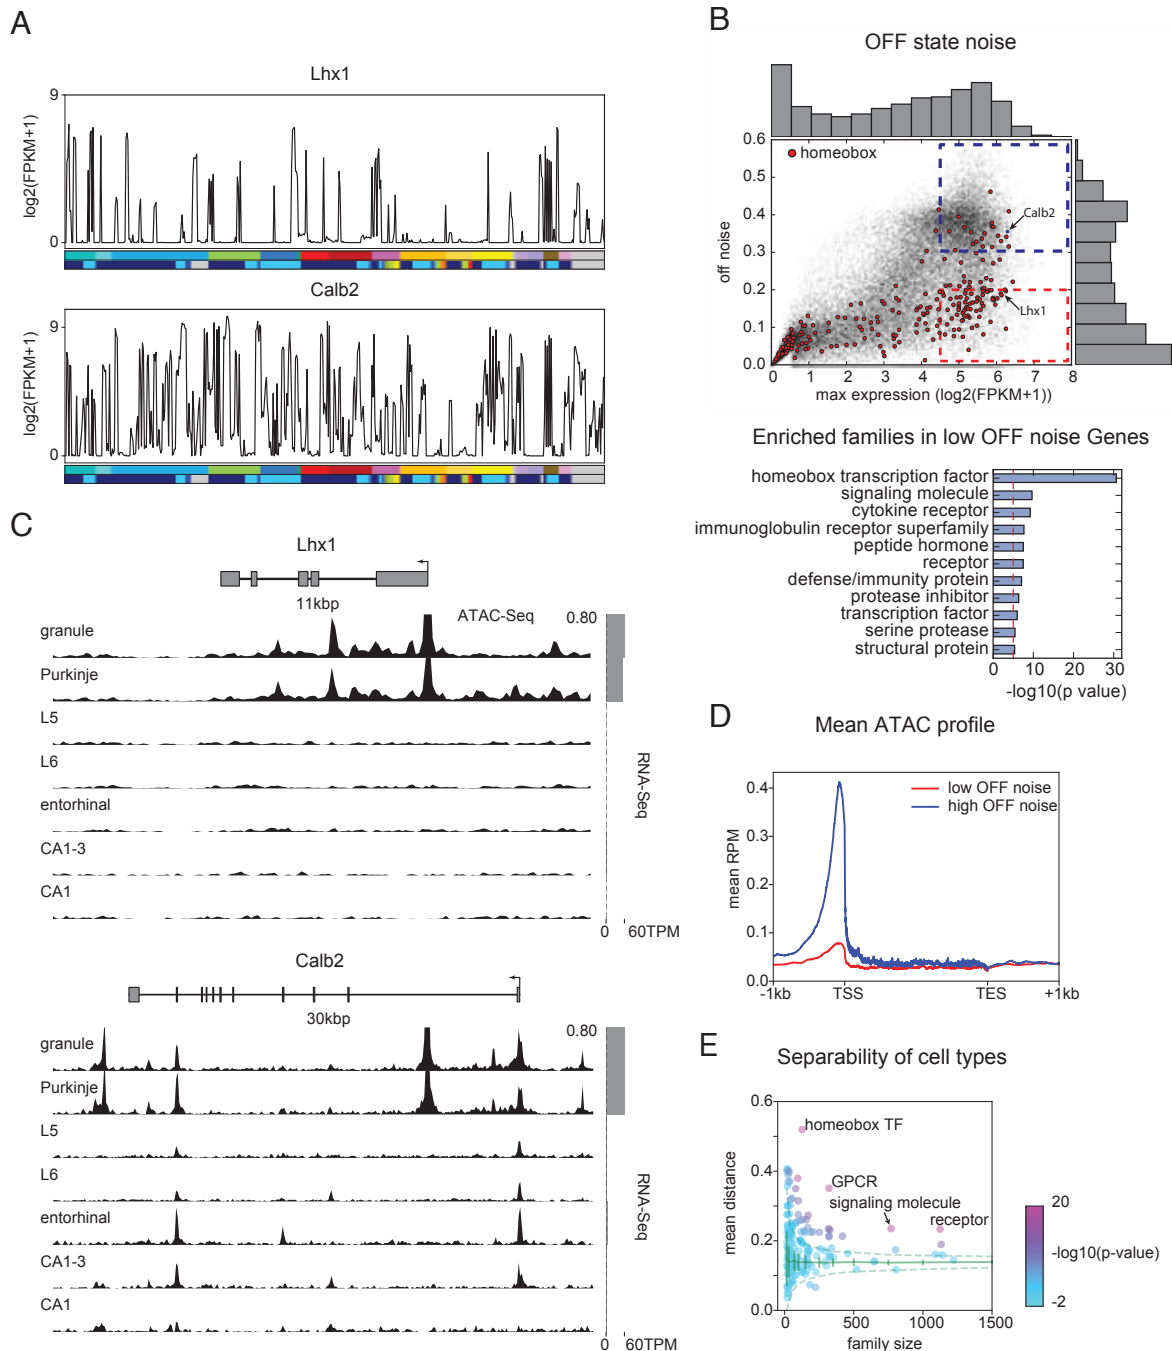 A
Lhx1
9
log2(FPKM+1)
0
Calb2
9
log2(FPKM+1)
0
B
OFF state noise
0.6
0.5
0.4
0.3
0.2
0.1
0.0
off noise
homeobox
Calb2
Lhx1
0 1 2 3 4 5 6 7 8
max expression (log2(FPKM+1))
Enriched families in low OFF noise Genes
homeobox transcription factor
signaling molecule
cytokine receptor
immunoglobulin receptor superfamily
peptide hormone
receptor
defense/immunity protein
protease inhibitor
transcription factor
serine protease
structural protein
0 10 20 30
-log10(p value)
C
Lhx1
11kbp
ATAC-Seq
0.80
granule
Purkinje
L5
L6
entorhinal
CA1-3
CA1
RNA-Seq
0 60TPM
Calb2
30kbp
0.80
granule
Purkinje
L5
L6
entorhinal
CA1-3
CA1
RNA-Seq
0 60TPM
D
Mean ATAC profile
low OFF noise
high OFF noise
0.4
0.3
0.4
0.1
0.0
mean RPM
-1kb TSS TES +1kb
E
Separability of cell types
0.6
0.4
0.2
0.0
mean distance
homeobox TF
GPCR
signaling molecule
receptor
0 500 1000 1500
family size
20
-log10(p-value)
-2